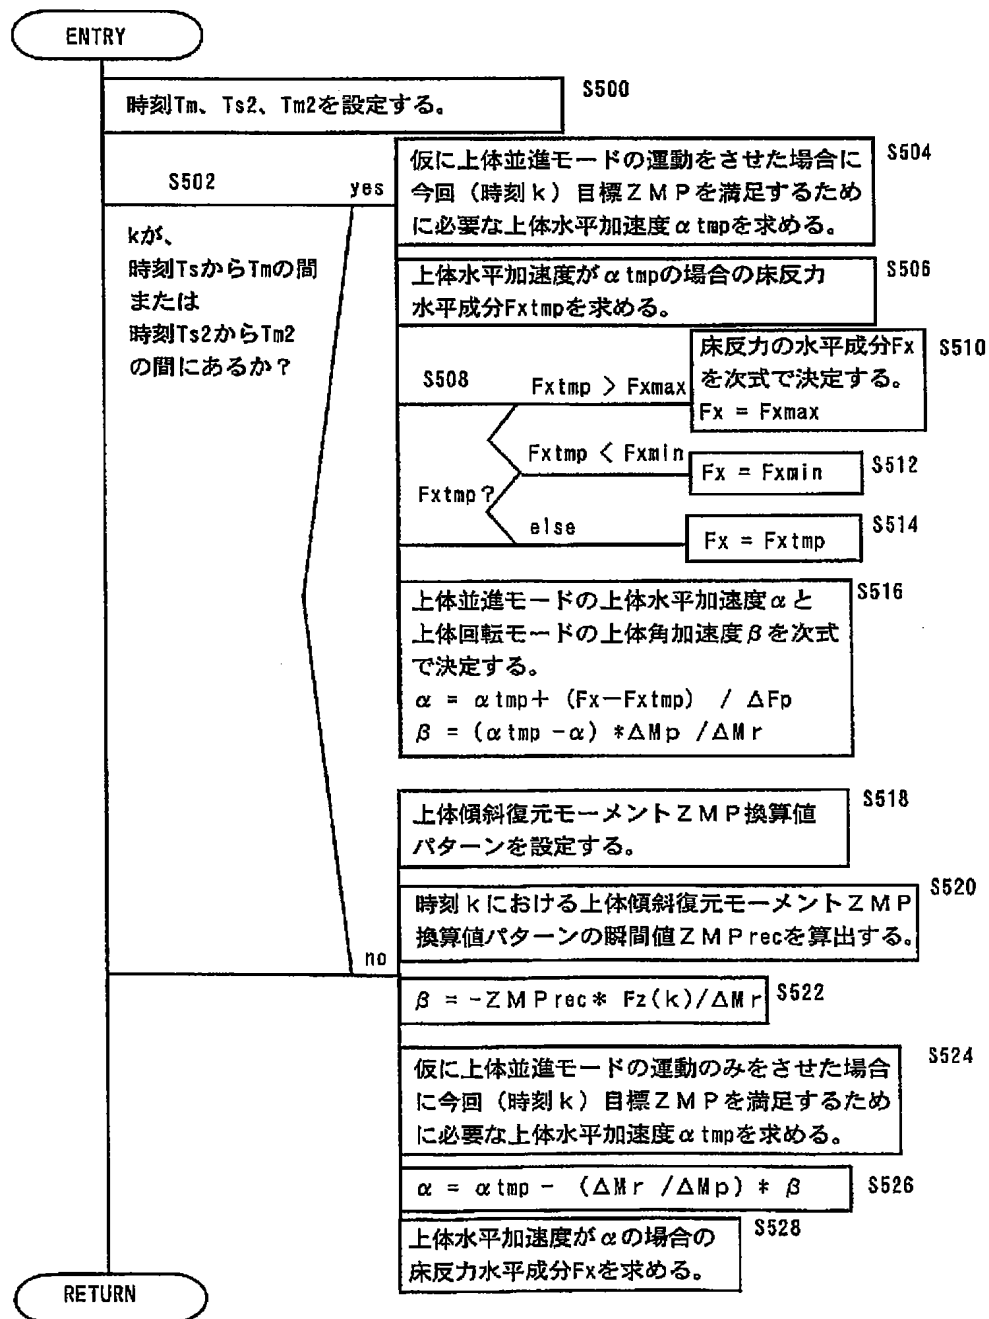 ENTRY
時刻Tm、Ts2、Tm2を設定する。
S500
S502
yes
kが、
時刻TsからTmの間
または
時刻Ts2からTm2
の間にあるか？
仮に上体並進モードの運動をさせた場合に
今回（時刻k）目標ＺＭＰを満足するため
に必要な上体水平加速度αtmpを求める。
S504
上体水平加速度がαtmpの場合の床反力
水平成分Fxtmpを求める。
S506
S508
Fxtmp > Fxmax
床反力の水平成分Fx
を次式で決定する。
Fx = Fxmax
S510
Fxtmp？
Fxtmp < Fxmin
Fx = Fxmin
S512
else
Fx = Fxtmp
S514
上体並進モードの上体水平加速度αと
上体回転モードの上体角加速度βを次式
で決定する。
α = αtmp＋ (Fx－Fxtmp) / ΔFp
β = (αtmp -α) *ΔMp /ΔMr
S516
no
上体傾斜復元モーメントＺＭＰ換算値
パターンを設定する。
S518
時刻kにおける上体傾斜復元モーメントＺＭＰ
換算値パターンの瞬間値ＺＭＰrecを算出する。
S520
β = -ＺＭＰrec* Fz(k)/ΔMr
S522
仮に上体並進モードの運動のみをさせた場合
に今回（時刻k）目標ＺＭＰを満足するため
に必要な上体水平加速度αtmpを求める。
S524
α = αtmp - (ΔMr /ΔMp) * β
S526
上体水平加速度がαの場合の
床反力水平成分Fxを求める。
S528
RETURN